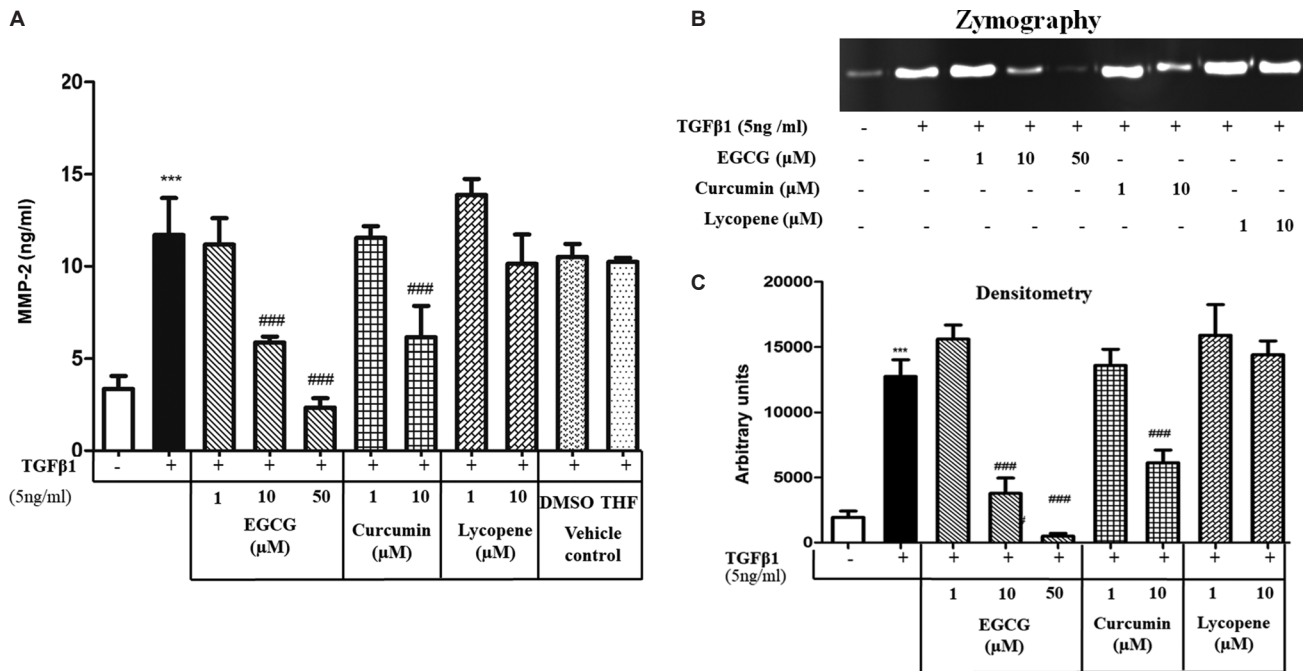 A
MMP-2 (ng/ml)
20
15
10
5
0
***
###
###
###
TGFβ1 - + + + + + + + + + +
(5ng/ml) 1 10 50 1 10 1 10 DMSO THF
EGCG Curcumin Lycopene Vehicle
(μM) (μM) (μM) control
B
Zymography
TGFβ1 (5ng /ml) - + + + + + + + +
EGCG (μM) - - 1 10 50 - - - -
Curcumin (μM) - - - - - 1 10 - -
Lycopene (μM) - - - - - - - 1 10
C
Densitometry
Arbitrary units
20000
15000
10000
5000
0
***
###
###
###
TGFβ1 - + + + + + + + +
(5ng/ml)
1 10 50 1 10 1 10
EGCG Curcumin Lycopene
(μM) (μM) (μM)